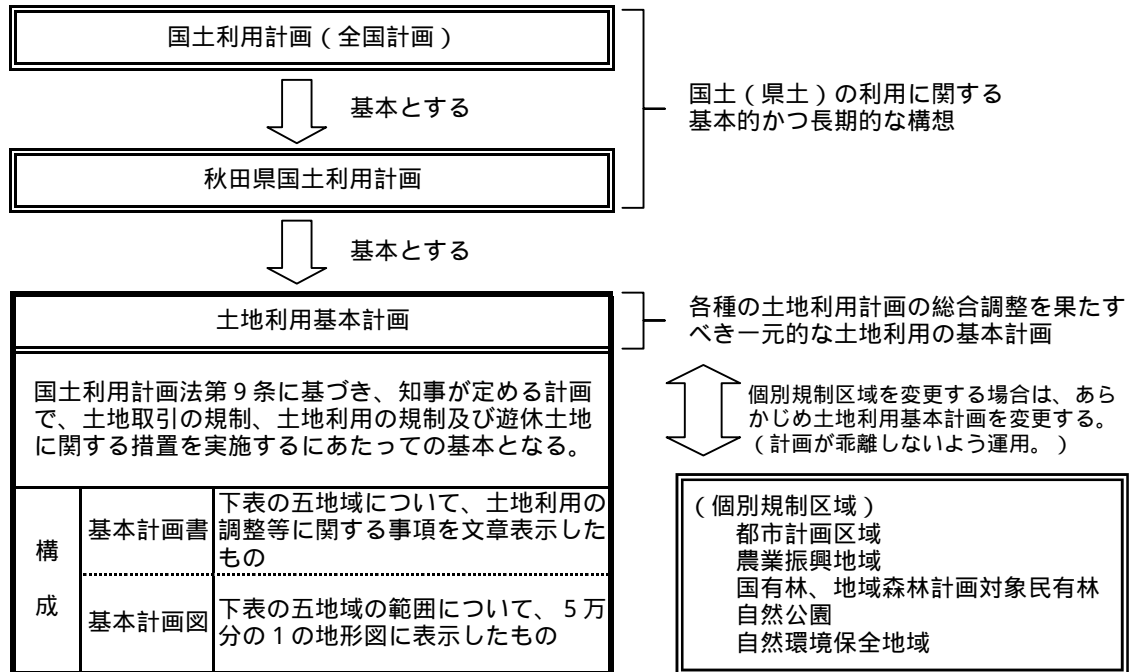 国土利用計画（全国計画）
基本とする
国土（県土）の利用に関する
基本的かつ長期的な構想
秋田県国土利用計画
基本とする
土地利用基本計画
各種の土地利用計画の総合調整を果たす
べき一元的な土地利用の基本計画
国土利用計画法第９条に基づき、知事が定める計画
で、土地取引の規制、土地利用の規制及び遊休土地
に関する措置を実施するにあたっての基本となる。
個別規制区域を変更する場合は、あら
かじめ土地利用基本計画を変更する。
（計画が乖離しないよう運用。）
構
成
基本計画書
下表の五地域について、土地利用の
調整等に関する事項を文章表示した
もの
基本計画図
下表の五地域の範囲について、５万
分の１の地形図に表示したもの
（個別規制区域）
都市計画区域
農業振興地域
国有林、地域森林計画対象民有林
自然公園
自然環境保全地域